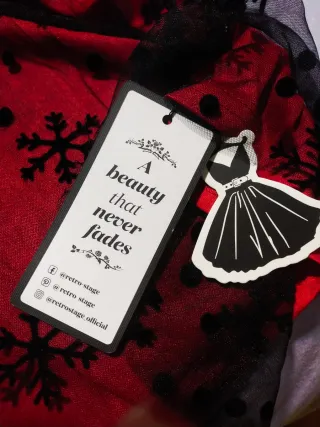 A
beauty
that
never
fades
@retro stage
@retro stage
@retrostage official